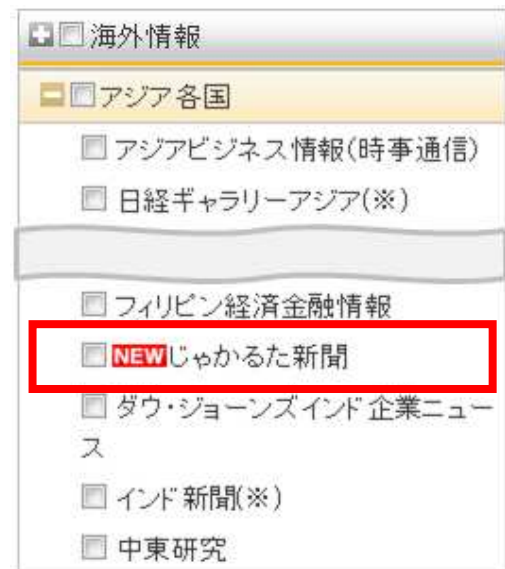 海外情報
アジア各国
アジアビジネス情報(時事通信)
日経ギャラリーアジア(※)
フィリピン経済金融情報
NEWじゃかるた新聞
ダウ・ジョーンズインド企業ニュー
ス
インド新聞(※)
中東研究